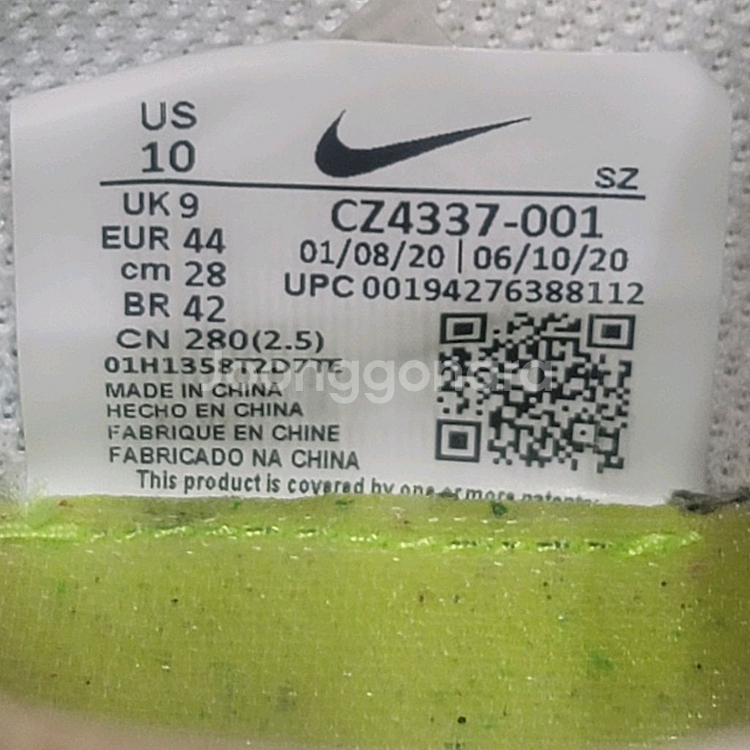 US
10
SZ
UK 9
EUR 44
cm 28
BR 42
CN 280(2.5)
CZ4337-001
01/08/20 | 06/10/20
UPC 00194276388112
MADE IN CHINA
HECHO EN CHINA
FABRIQUE EN CHINE
FABRICADO NA CHINA
This product is covered by one or more patents
Joonggonara